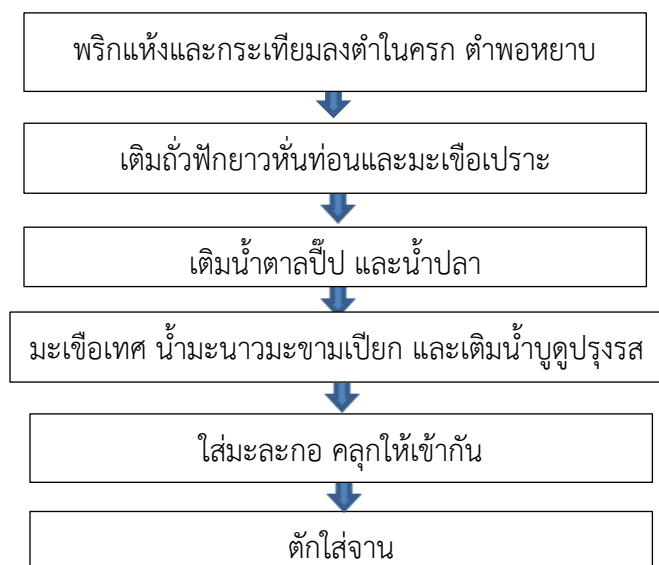 พริกแห้งและกระเทียมลงตำในครก ตำพอหยาบ
เติมถั่วฟักยาวหั่นท่อนและมะเขือเปราะ
เติมน้ำตาลปี๊ป และน้ำปลา
มะเขือเทศ น้ำมะนาวมะขามเปียก และเติมน้ำบูดูปรุงรส
ใส่มะละกอ คลุกให้เข้ากัน
ตักใส่จาน